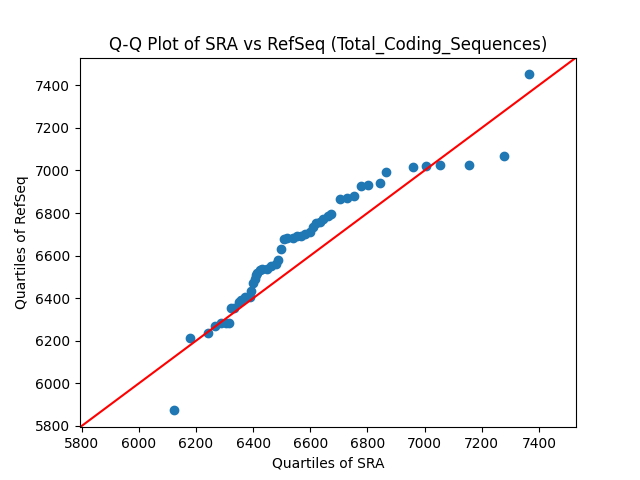 Q-Q Plot of SRA vs RefSeq (Total_Coding_Sequences)
Quartiles of RefSeq
7400
7200
7000
6800
6600
6400
6200
6000
5800
5800 6000 6200 6400 6600 6800 7000 7200 7400
Quartiles of SRA